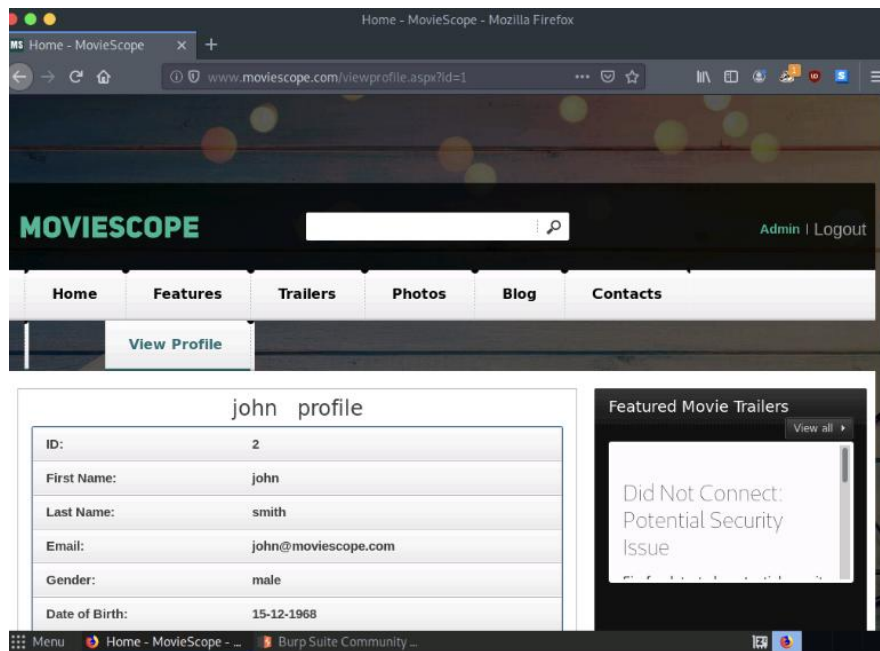 Home - MovieScope - Mozilla Firefox
MS Home - MovieScope × +
www.moviescope.com/viewprofile.aspx?id=1
MOVIESCOPE
Admin | Logout
Home Features Trailers Photos Blog Contacts
View Profile
john profile
ID: 2
First Name: john
Last Name: smith
Email: john@moviescope.com
Gender: male
Date of Birth: 15-12-1968
Featured Movie Trailers
View all
Did Not Connect:
Potential Security
Issue
Menu Home - MovieScope - ... Burp Suite Community ...